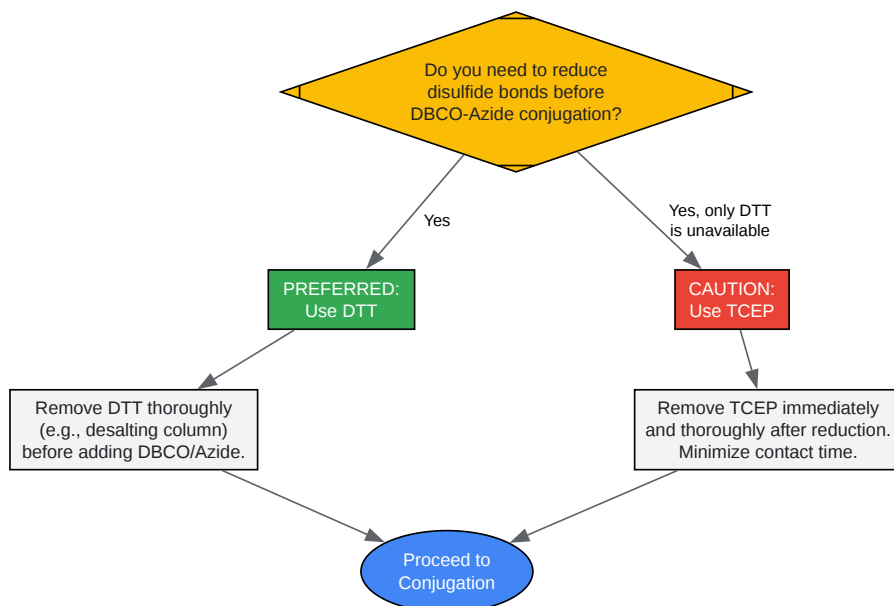 Do you need to reduce
disulfide bonds before
DBCO-Azide conjugation?
Yes
Yes, only DTT
is unavailable
PREFERRED:
Use DTT
CAUTION:
Use TCEP
Remove DTT thoroughly
(e.g., desalting column)
before adding DBCO/Azide.
Remove TCEP immediately
and thoroughly after reduction.
Minimize contact time.
Proceed to
Conjugation